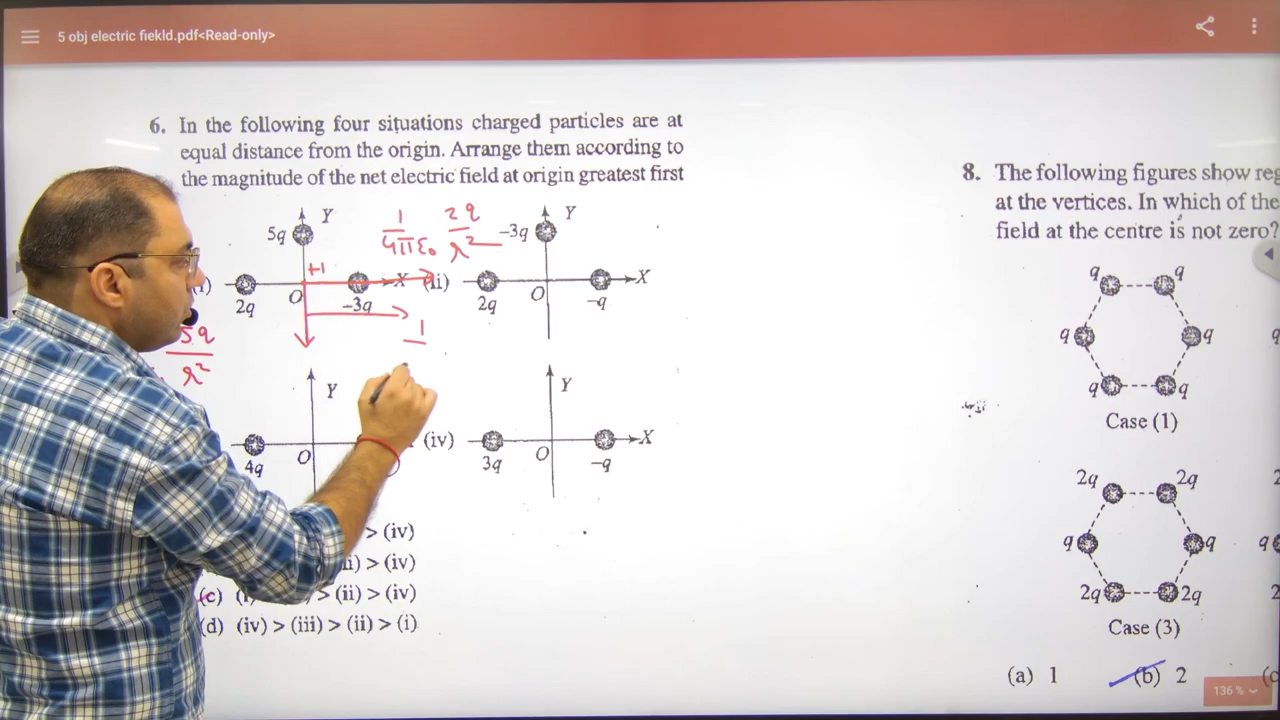 5 obj electric fiekld.pdf<Read-only>
6. In the following four situations charged particles are at
equal distance from the origin. Arrange them according to
the magnitude of the net electric field at origin greatest first
Y
5q
+1
2q
O
-3q
X
1
4πε₀
2q
r²
5q
r²
1
(ii)
Y
-3q
2q
O
-q
X
Y
4q
O
(iv)
Y
3q
O
-q
X
> (iv)
> (iv)
(c) > (ii) > (iv)
(d) (iv) > (iii) > (ii) > (i)
8. The following figures show
at the vertices. In which of the
field at the centre is not zero?
q q
q q
q q
Case (1)
2q 2q
q q
2q 2q
Case (3)
(a) 1 (b) 2
136 %